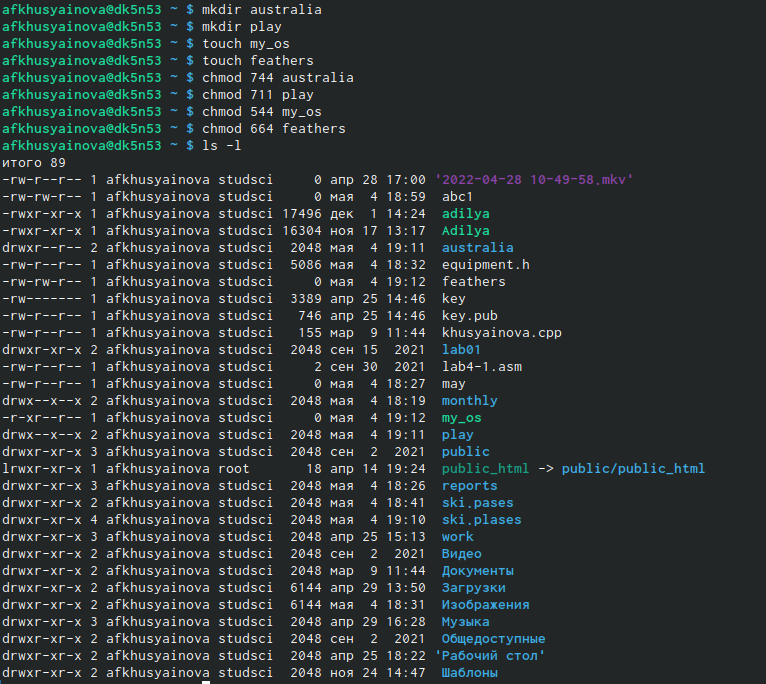 afkhusyainova@dk5n53 ~ $ mkdir australia
afkhusyainova@dk5n53 ~ $ mkdir play
afkhusyainova@dk5n53 ~ $ touch my_os
afkhusyainova@dk5n53 ~ $ touch feathers
afkhusyainova@dk5n53 ~ $ chmod 744 australia
afkhusyainova@dk5n53 ~ $ chmod 711 play
afkhusyainova@dk5n53 ~ $ chmod 544 my_os
afkhusyainova@dk5n53 ~ $ chmod 664 feathers
afkhusyainova@dk5n53 ~ $ ls -l
итого 89
-rw-r--r-- 1 afkhusyainova studsci     0 апр 28 17:00 '2022-04-28 10-49-58.mkv'
-rw-rw-r-- 1 afkhusyainova studsci     0 мая  4 18:59  abc1
-rwxr-xr-x 1 afkhusyainova studsci 17496 дек  1 14:24  adilya
-rwxr-xr-x 1 afkhusyainova studsci 16304 ноя 17 13:17  Adilya
drwxr--r-- 2 afkhusyainova studsci  2048 мая  4 19:11  australia
-rw-r--r-- 1 afkhusyainova studsci  5086 мая  4 18:32  equipment.h
-rw-rw-r-- 1 afkhusyainova studsci     0 мая  4 19:12  feathers
-rw------- 1 afkhusyainova studsci  3389 апр 25 14:46  key
-rw-r--r-- 1 afkhusyainova studsci   746 апр 25 14:46  key.pub
-rw-r--r-- 1 afkhusyainova studsci   155 мар  9 11:44  khusyainova.cpp
drwxr-xr-x 2 afkhusyainova studsci  2048 сен 15  2021  lab01
-rw-r--r-- 1 afkhusyainova studsci     2 сен 30  2021  lab4-1.asm
-rw-r--r-- 1 afkhusyainova studsci     0 мая  4 18:27  may
drwx--x--x 2 afkhusyainova studsci  2048 мая  4 18:19  monthly
-r-xr--r-- 1 afkhusyainova studsci     0 мая  4 19:12  my_os
drwx--x--x 2 afkhusyainova studsci  2048 мая  4 19:11  play
drwxr-xr-x 3 afkhusyainova studsci  2048 сен  2  2021  public
lrwxr-xr-x 1 afkhusyainova root       18 апр 14 19:24  public_html -> public/public_html
drwxr-xr-x 3 afkhusyainova studsci  2048 мая  4 18:26  reports
drwxr-xr-x 2 afkhusyainova studsci  2048 мая  4 18:41  ski.pases
drwxr-xr-x 4 afkhusyainova studsci  2048 мая  4 19:10  ski.plases
drwxr-xr-x 3 afkhusyainova studsci  2048 апр 25 15:13  work
drwxr-xr-x 2 afkhusyainova studsci  2048 сен  2  2021  Видео
drwxr-xr-x 2 afkhusyainova studsci  2048 мар  9 11:44  Документы
drwxr-xr-x 2 afkhusyainova studsci  6144 апр 29 13:50  Загрузки
drwxr-xr-x 2 afkhusyainova studsci  6144 мая  4 18:31  Изображения
drwxr-xr-x 3 afkhusyainova studsci  2048 апр 29 16:28  Музыка
drwxr-xr-x 2 afkhusyainova studsci  2048 сен  2  2021  Общедоступные
drwxr-xr-x 2 afkhusyainova studsci  2048 апр 25 18:22 'Рабочий стол'
drwxr-xr-x 2 afkhusyainova studsci  2048 ноя 24 14:47  Шаблоны